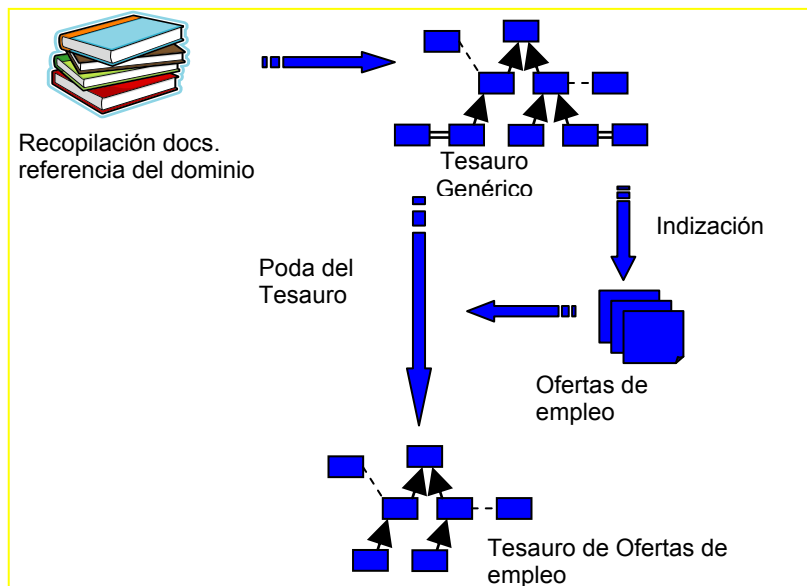 Recopilación docs.
referencia del dominio
Tesauro
Genérico
Indización
Poda del
Tesauro
Ofertas de
empleo
Tesauro de Ofertas de
empleo